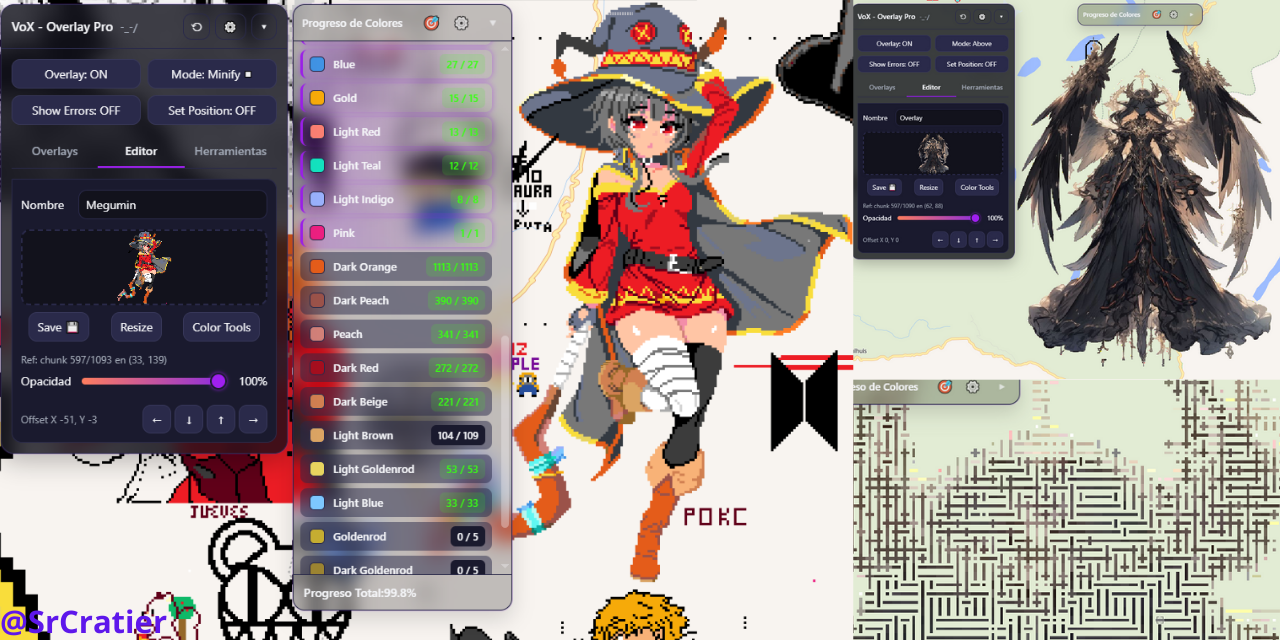 VoX - Overlay Pro -_-/
Overlay: ON
Mode: Minify ▪
Show Errors: OFF
Set Position: OFF
Overlays
Editor
Herramientas
Nombre
Megumin
Save 💾
Resize
Color Tools
Ref: chunk 597/1093 en (33, 139)
Opacidad
100%
Offset X -51, Y -3
← ↓ ↑ →
JUEVES
@SrCratier
Progreso de Colores
Blue
Gold
Light Red
Light Teal 12 / 12
Light Indigo 8 / 8
Pink
Dark Orange 1113 / 1113
Dark Peach 390 / 390
Peach 341 / 341
Dark Red 272 / 272
Dark Beige 221 / 221
Light Brown 104 / 109
Light Goldenrod 53 / 53
Light Blue 33 / 33
Goldenrod 0 / 5
Dark Goldenrod 0 / 5
Progreso Total:99.8%
AURA
PVTA
PLE
POKC
VoX - Overlay Pro -_-/
Overlay: ON
Mode: Above
Show Errors: OFF
Set Position: OFF
Overlays
Editor
Herramientas
Nombre
Overlay
Save 💾
Resize
Color Tools
Ref: chunk 597/1090 en (62, 88)
Opacidad
100%
Offset X 0, Y 0
← ↓ ↑ →
Progreso de Colores
eso de Colores